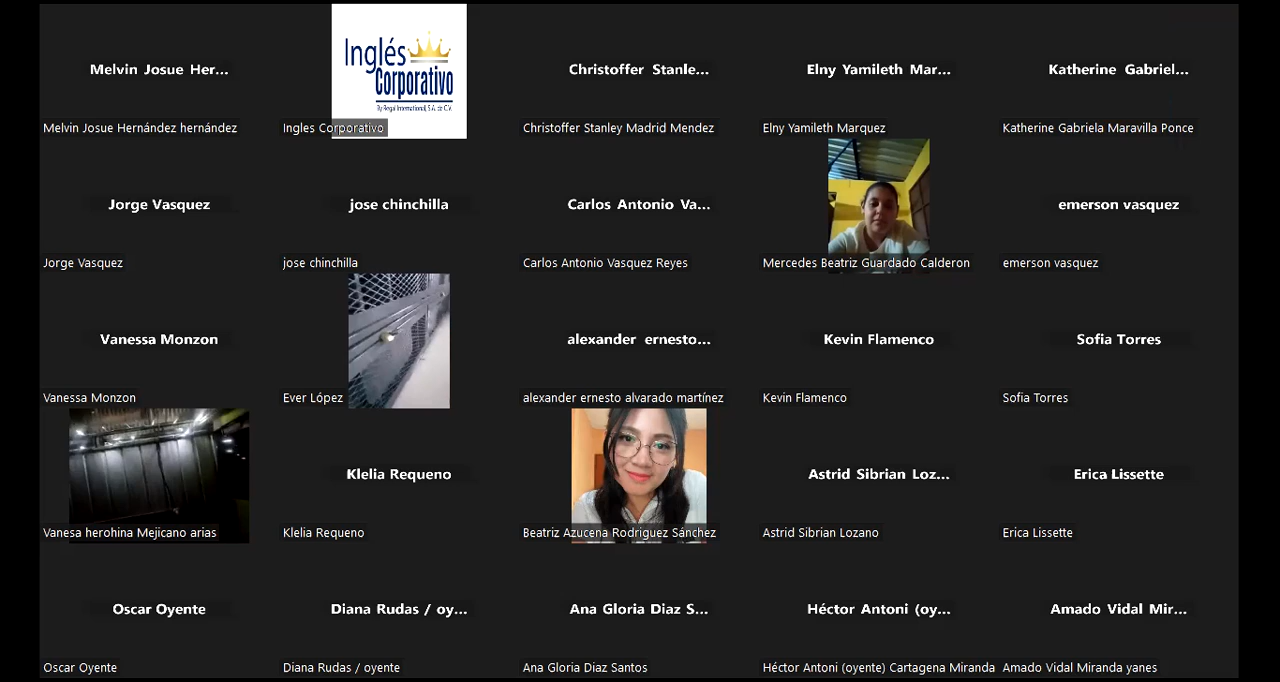 Melvin Josue Her...
Melvin Josue Hernández hernández
Inglés
Corporativo
By Regal International, S.A. de C.V.
Ingles Corporativo
Christoffer Stanle...
Christoffer Stanley Madrid Mendez
Elny Yamileth Mar...
Elny Yamileth Marquez
Katherine Gabriel...
Katherine Gabriela Maravilla Ponce
Jorge Vasquez
Jorge Vasquez
jose chinchilla
jose chinchilla
Carlos Antonio Va...
Carlos Antonio Vasquez Reyes
Mercedes Beatriz Guardado Calderon
emerson vasquez
emerson vasquez
Vanessa Monzon
Vanessa Monzon
Ever López
alexander ernesto...
alexander ernesto alvarado martínez
Kevin Flamenco
Kevin Flamenco
Sofia Torres
Sofia Torres
Vanesa herohina Mejicano arias
Klelia Requeno
Klelia Requeno
Beatriz Azucena Rodriguez Sánchez
Astrid Sibrian Loz...
Astrid Sibrian Lozano
Erica Lissette
Erica Lissette
Oscar Oyente
Oscar Oyente
Diana Rudas / oy...
Diana Rudas / oyente
Ana Gloria Diaz S...
Ana Gloria Diaz Santos
Héctor Antoni (oy...
Héctor Antoni (oyente) Cartagena Miranda
Amado Vidal Mir...
Amado Vidal Miranda yanes